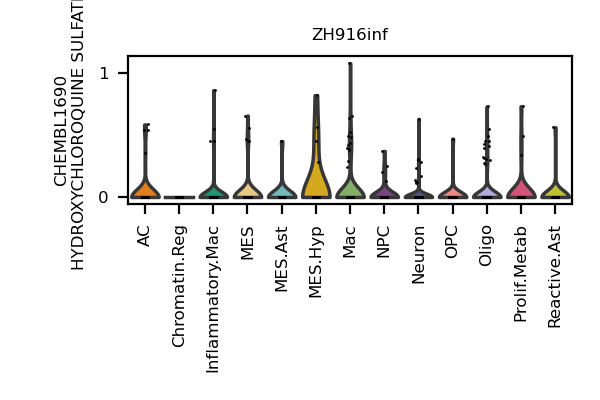 ZH916inf
CHEMBL1690
HYDROXYCHLOROQUINE SULFAT
1
0
AC
Chromatin.Reg
Inflammatory.Mac
MES
MES.Ast
MES.Hyp
Mac
NPC
Neuron
OPC
Oligo
Prolif.Metab
Reactive.Ast